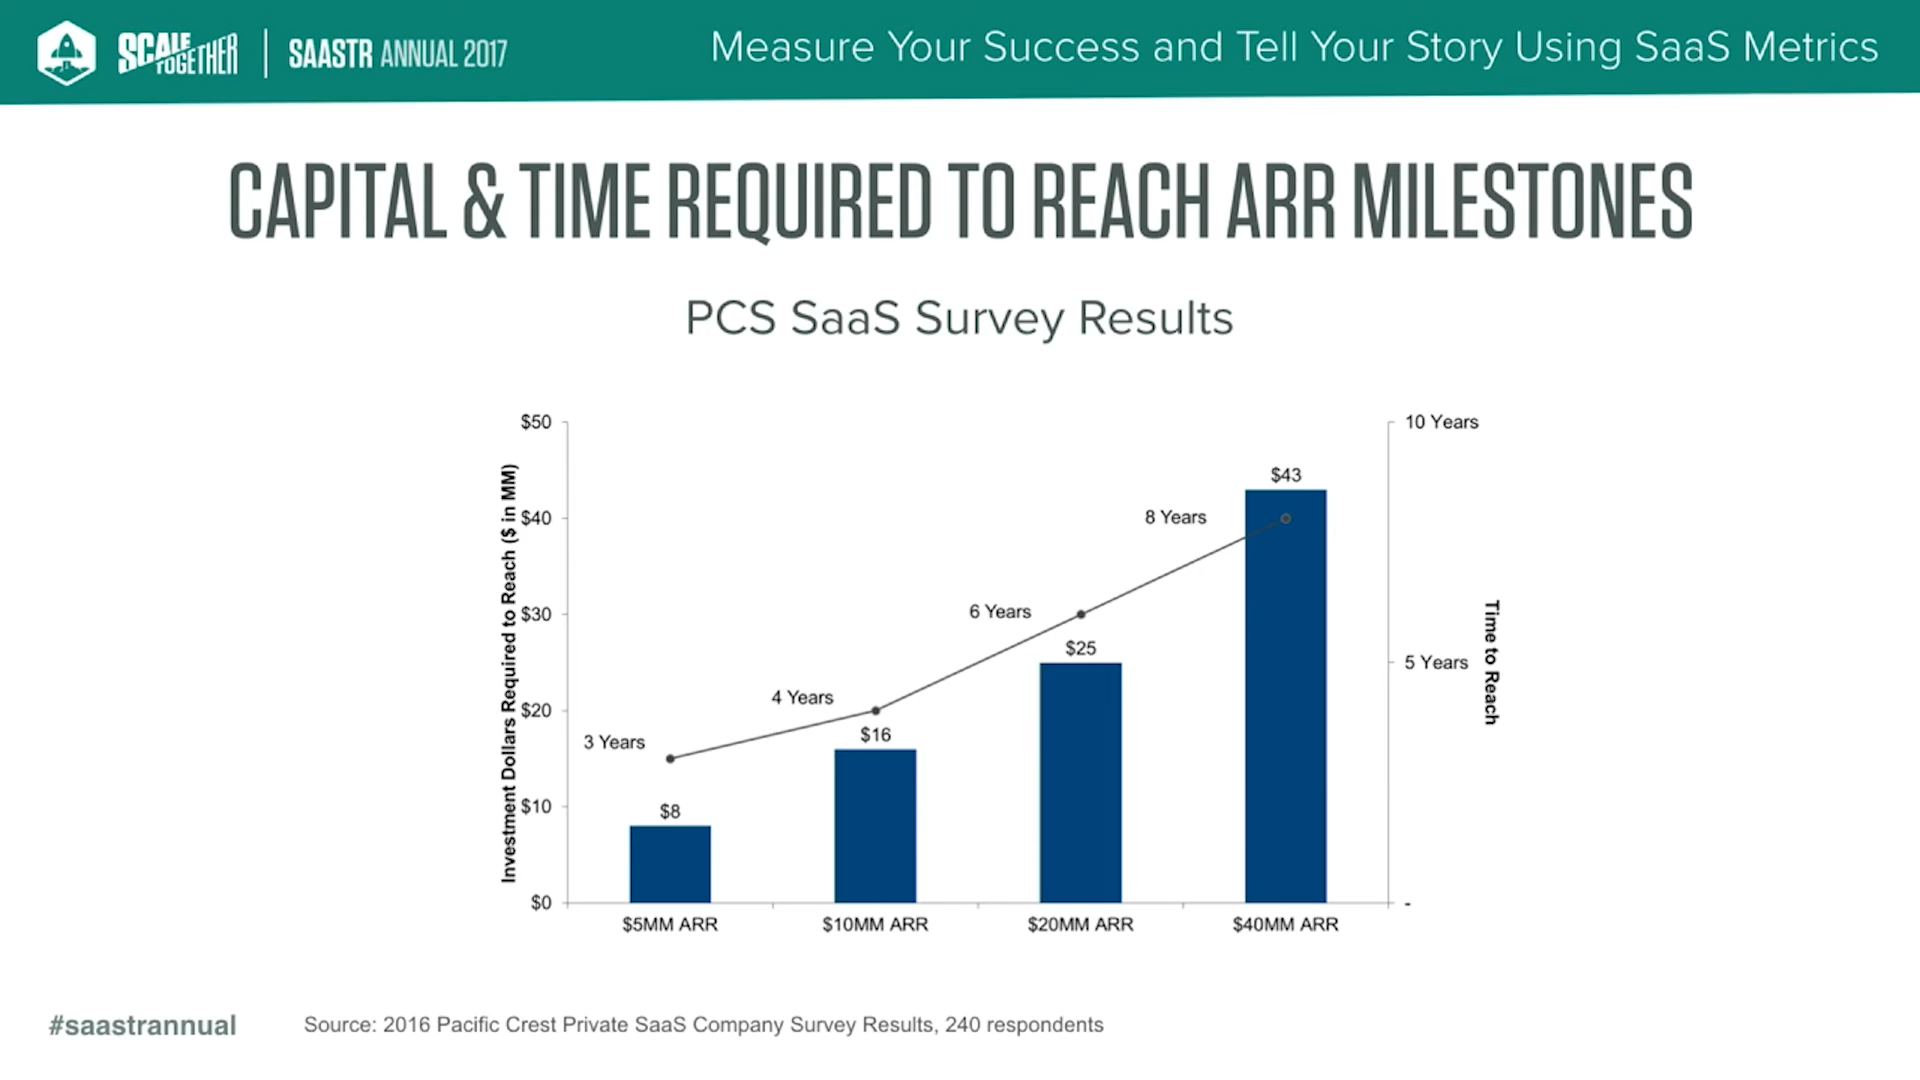 SCALE TOGETHER | SAASTR ANNUAL 2017
Measure Your Success and Tell Your Story Using SaaS Metrics
CAPITAL & TIME REQUIRED TO REACH ARR MILESTONES
PCS SaaS Survey Results
Investment Dollars Required to Reach ($ in MM)
$50
$40
$30
$20
$10
$0
3 Years
4 Years
6 Years
8 Years
$8
$16
$25
$43
$5MM ARR
$10MM ARR
$20MM ARR
$40MM ARR
10 Years
5 Years
-
Time to Reach
#saastrannual
Source: 2016 Pacific Crest Private SaaS Company Survey Results, 240 respondents